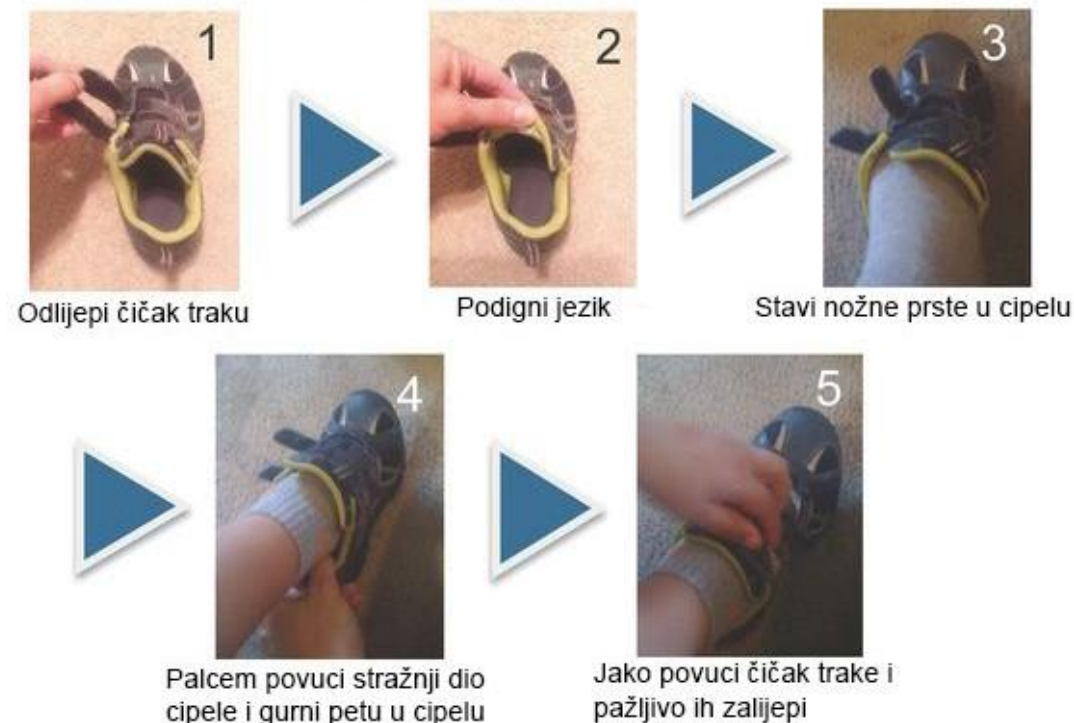 1
2
3
Odlijepi čičak traku
Podigni jezik
Stavi nožne prste u cipelu
4
5
Palcem povuci stražnji dio
cipele i gurni petu u cipelu
Jako povuci čičak trake i
pažljivo ih zalijepi